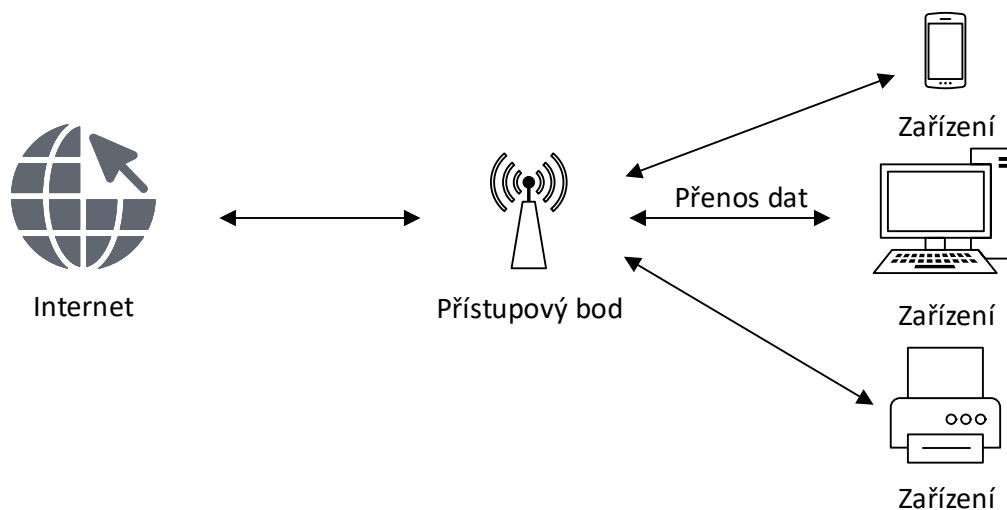 Internet
Přístupový bod
Přenos dat
Zařízení
Zařízení
Zařízení